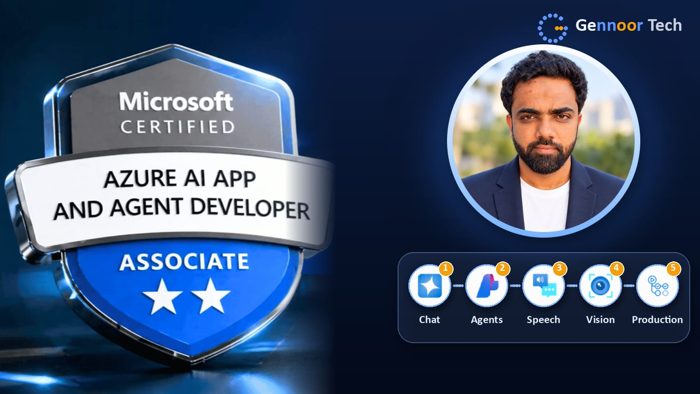 Gennoor Tech
Microsoft
CERTIFIED
AZURE AI APP
AND AGENT DEVELOPER
ASSOCIATE
1 2 3 4 5
Chat Agents Speech Vision Production